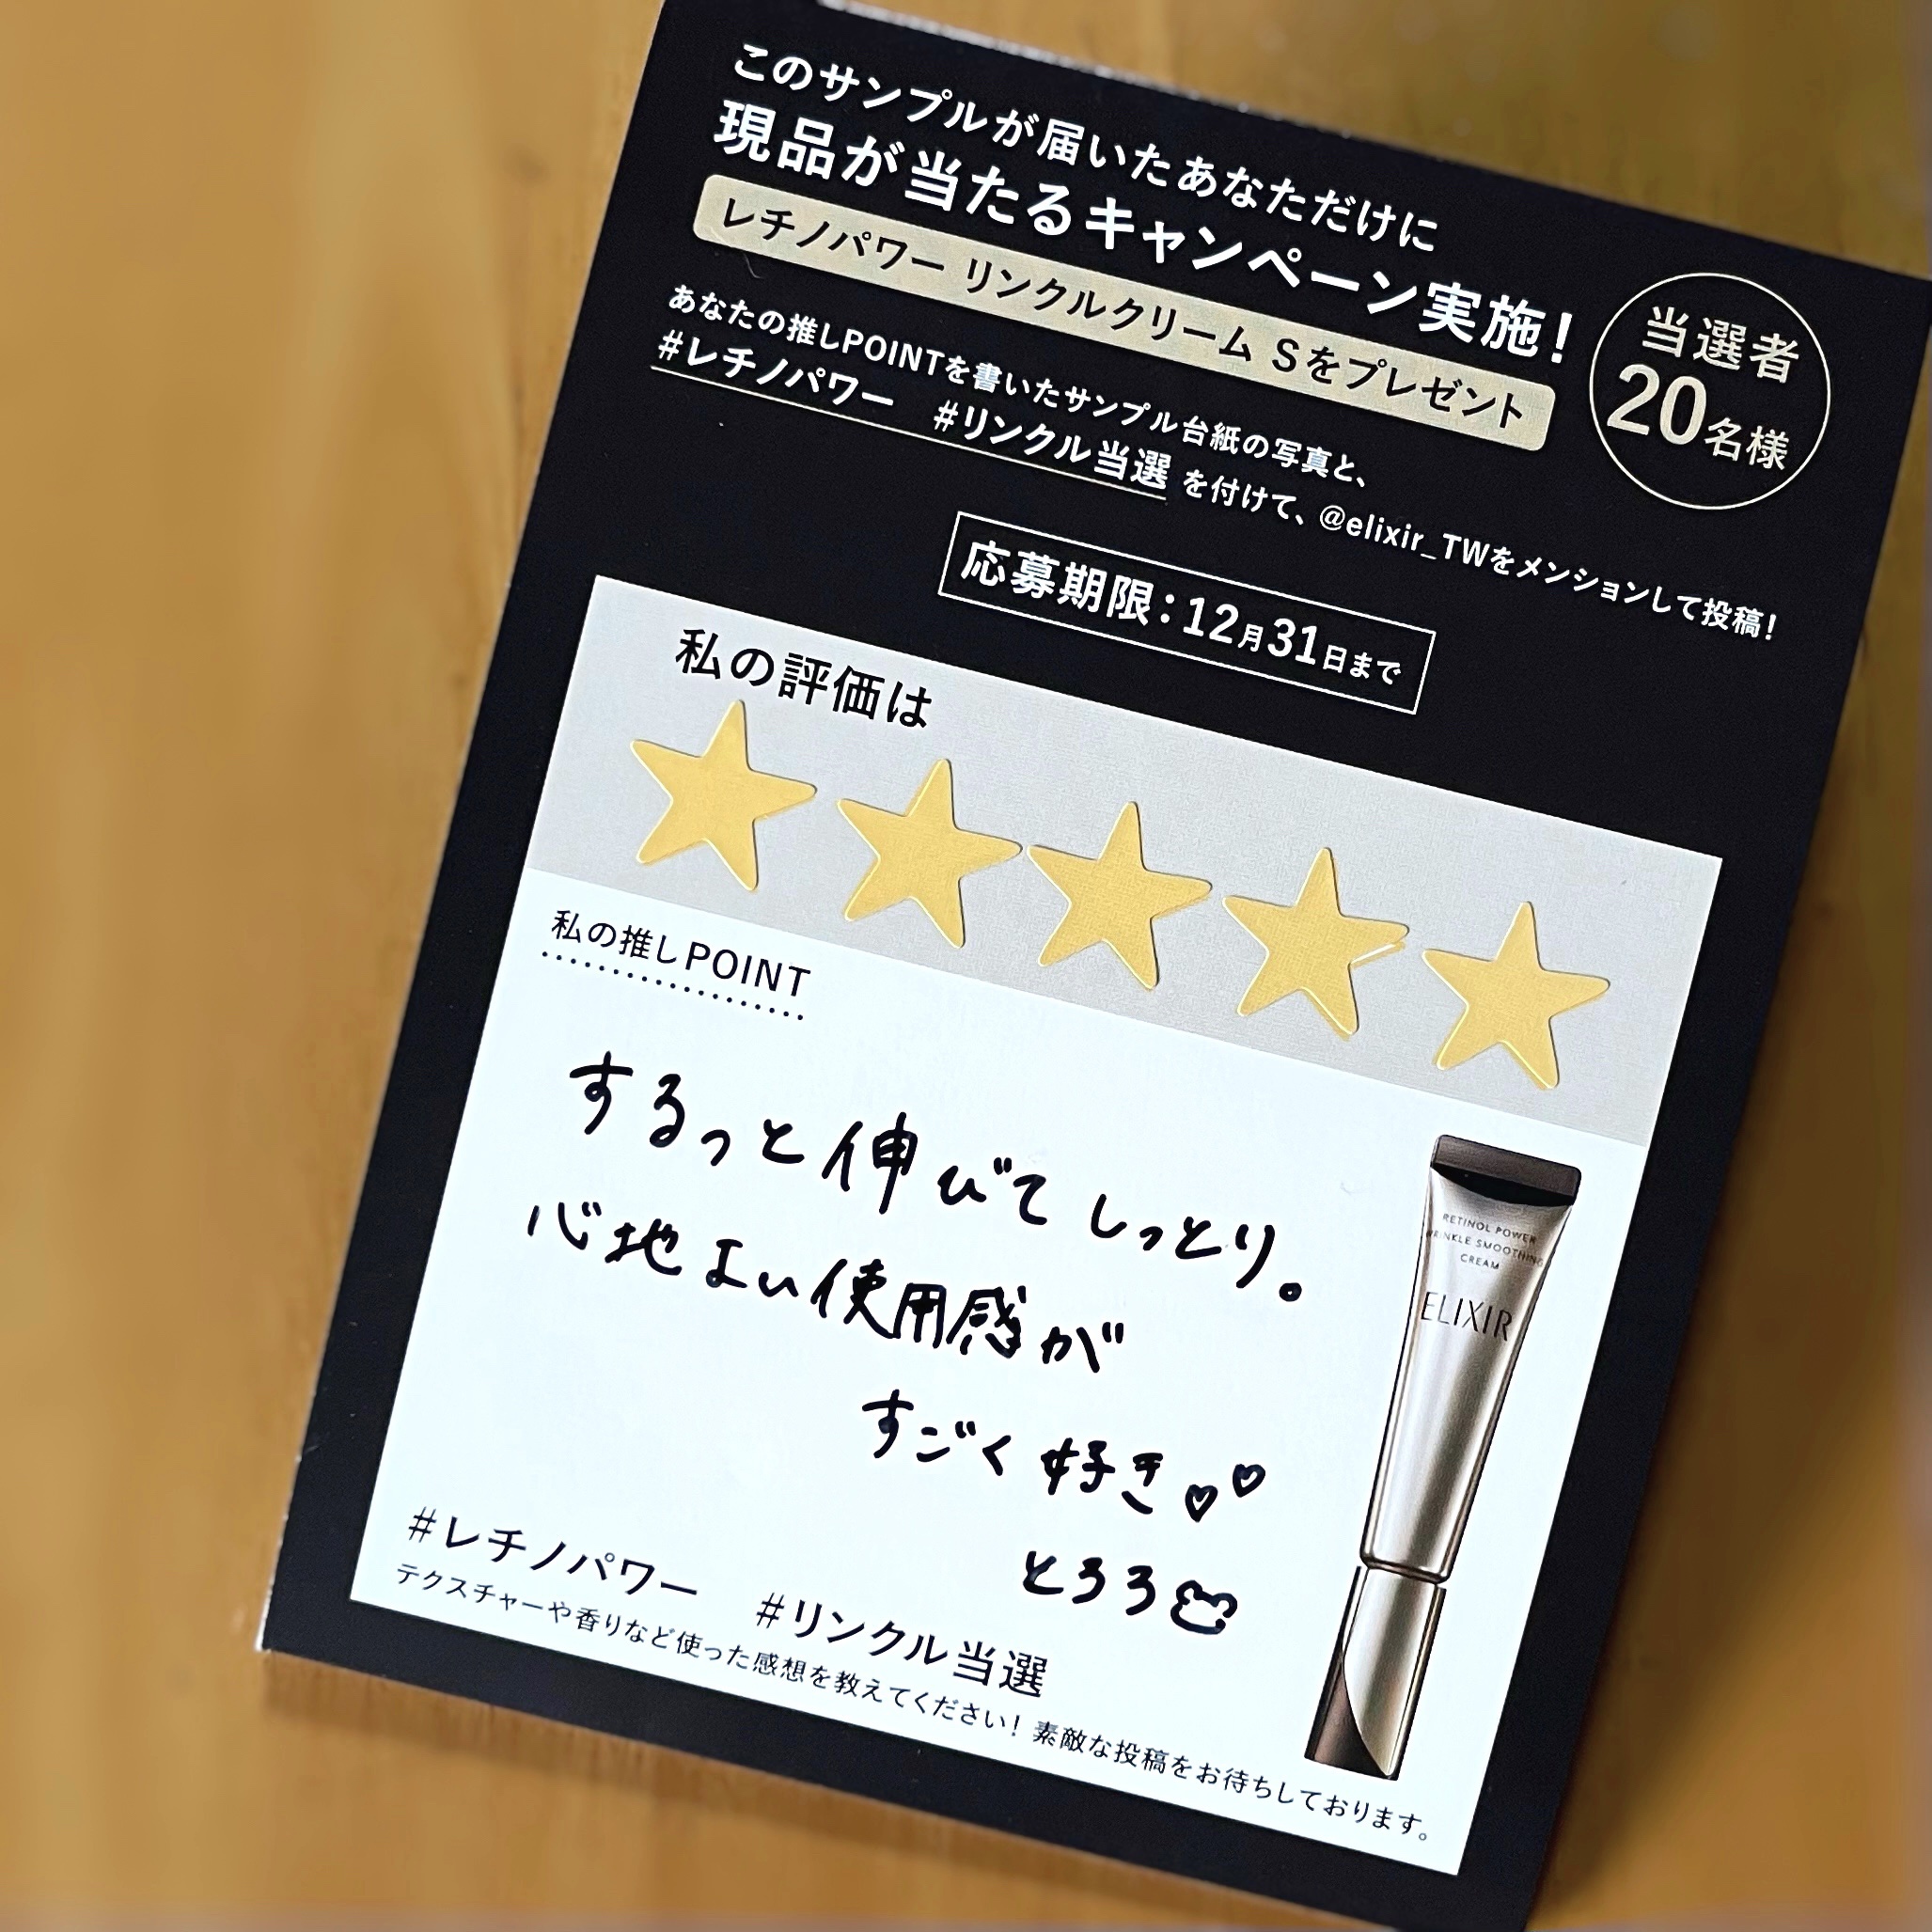 このサンプルが届いたあなただけに
現品が当たるキャンペーン実施！
レチノパワー リンクルクリーム Sをプレゼント
当選者
20名様
あなたの推しPOINTを書いたサンプル台紙の写真と、
#レチノパワー #リンクル当選 を付けて、@elixir_TWをメンションして投稿！
応募期限：12月31日まで
私の評価は
私の推しPOINT
するっと伸びてしっとり。
心地よい使用感が
すごく好き♡♡
とろろ
RETINOL POWER
WRINKLE SMOOTHING
CREAM
ELIXIR
#レチノパワー #リンクル当選
テクスチャーや香りなど使った感想を教えてください！素敵な投稿をお待ちしております。